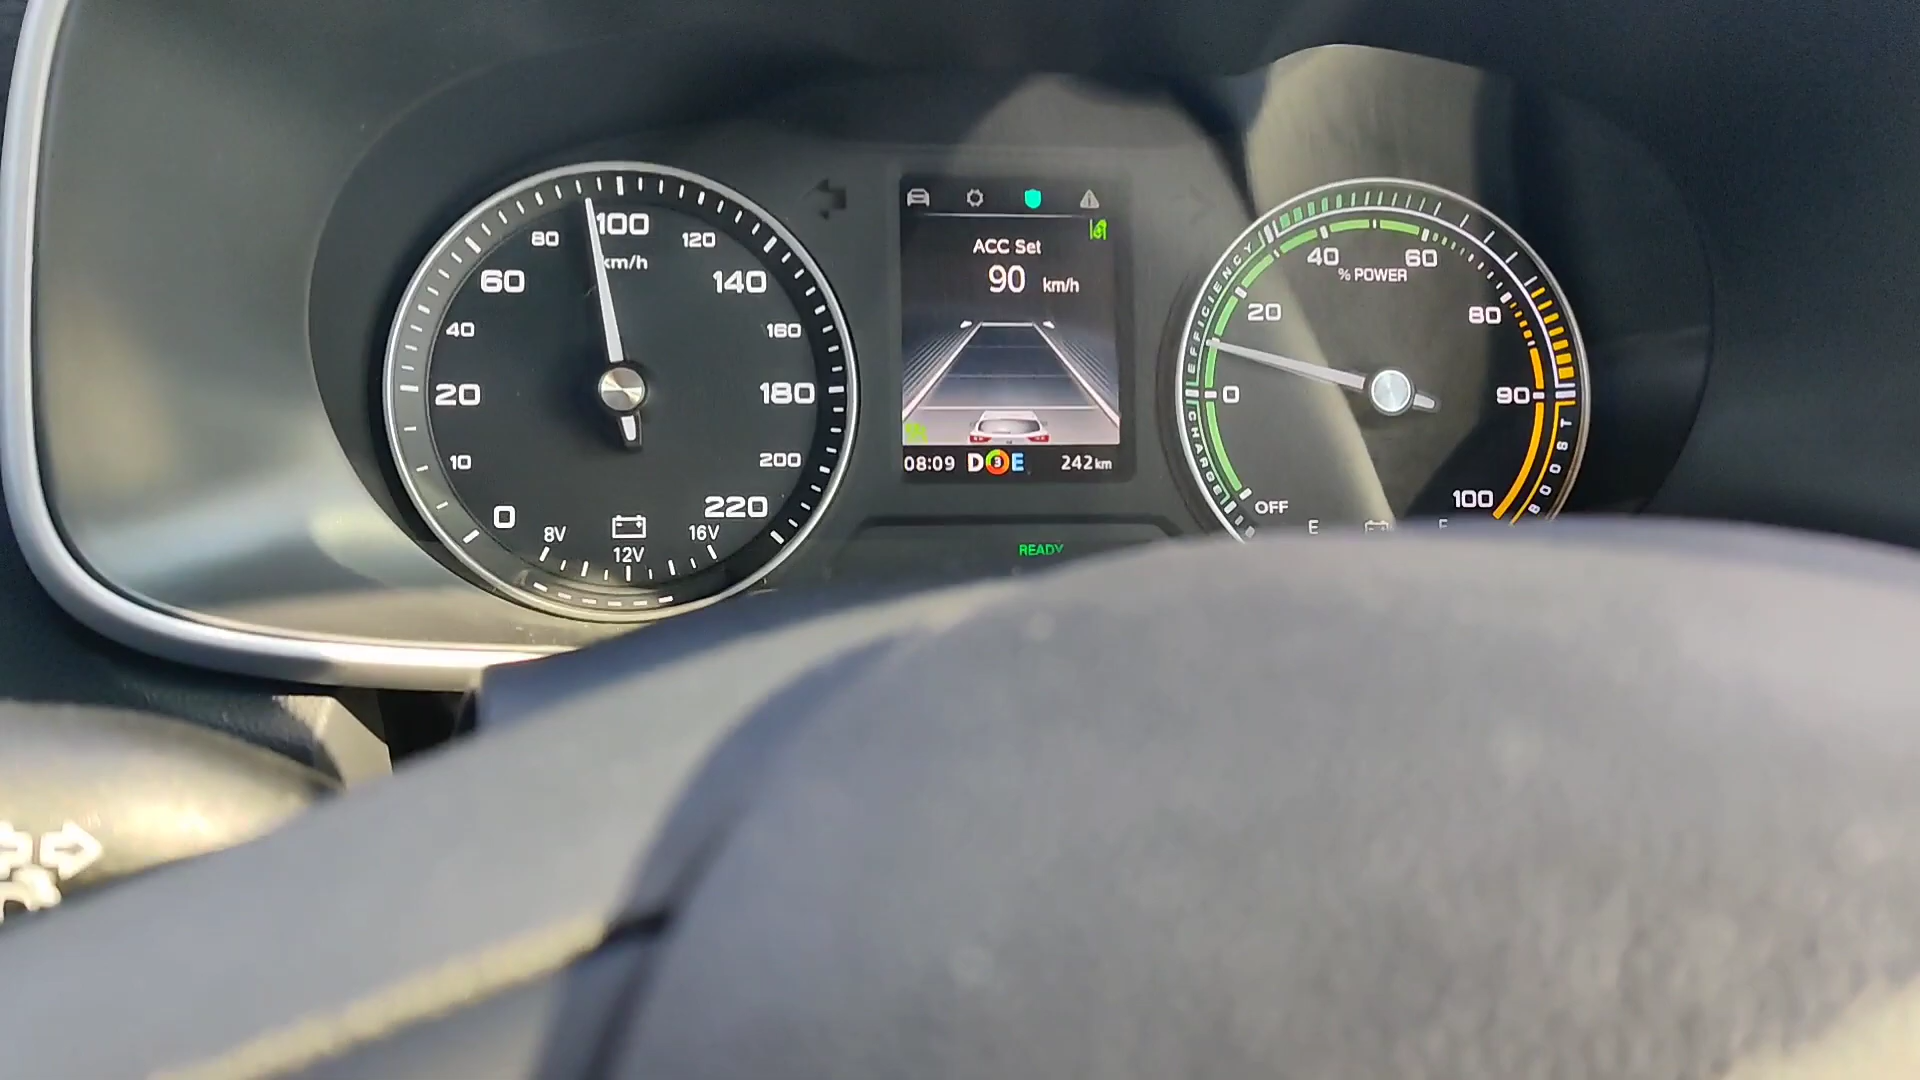 100
80
120
km/h
60
140
40
160
20
180
10
200
0
220
8V
16V
12V
ACC Set
90 km/h
08:09 D 3 E 242km
READY
EFFICIENCY
40
60
% POWER
20
80
0
90
CHARGE
BOOST
OFF
100
E
F